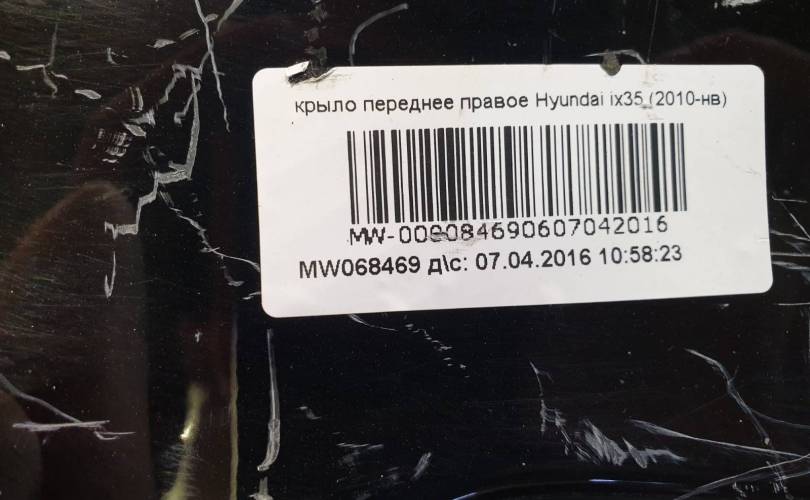 крыло переднее правое Hyundai ix35 (2010-нв)
MW-000084690607042016
MW068469 д\с: 07.04.2016 10:58:23